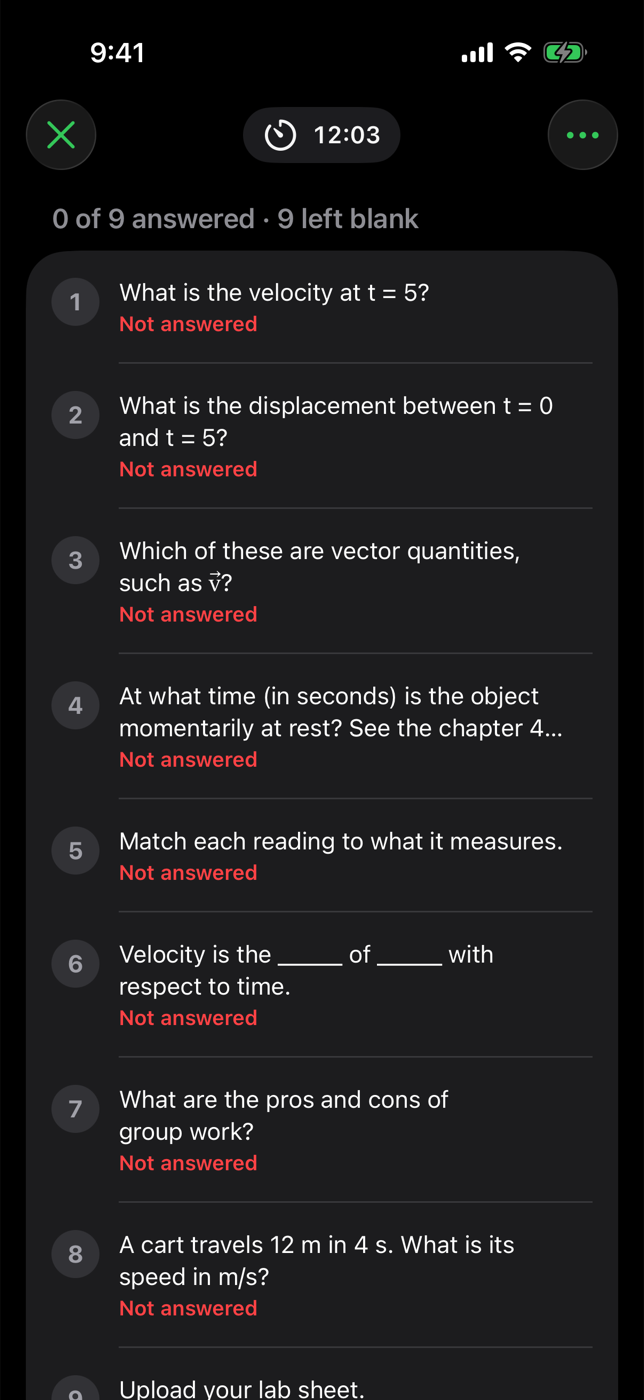 9:41
12:03
0 of 9 answered · 9 left blank
1
What is the velocity at t = 5?
Not answered
2
What is the displacement between t = 0
and t = 5?
Not answered
3
Which of these are vector quantities,
such as v⃗?
Not answered
4
At what time (in seconds) is the object
momentarily at rest? See the chapter 4...
Not answered
5
Match each reading to what it measures.
Not answered
6
Velocity is the ______ of ______ with
respect to time.
Not answered
7
What are the pros and cons of
group work?
Not answered
8
A cart travels 12 m in 4 s. What is its
speed in m/s?
Not answered
9
Upload your lab sheet.